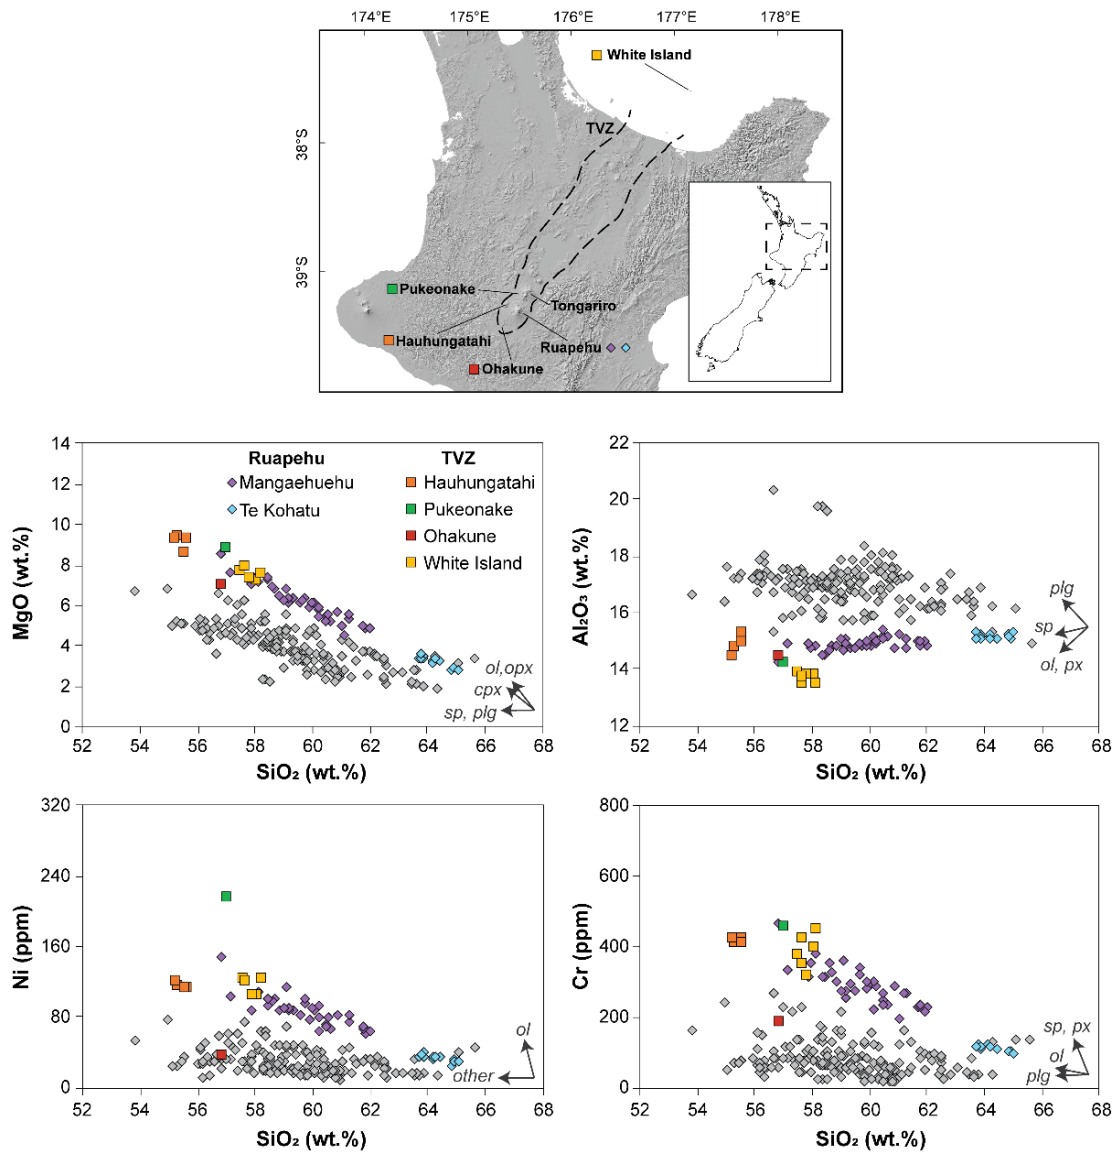 174°E 175°E 176°E 177°E 178°E
White Island
TVZ
38°S
39°S
Pukeonake
Tongariro
Hauhungatahi
Ruapehu
Ohakune
14
12
10
8
6
4
2
0
MgO (wt.%)
Ruapehu TVZ
Mangaehuehu Hauhungatahi
Te Kohatu Pukeonake
Ohakune
White Island
ol,opx
cpx
sp, plg
52 54 56 58 60 62 64 66 68
SiO₂ (wt.%)
22
20
18
16
14
12
Al₂O₃ (wt.%)
plg
sp
ol, px
52 54 56 58 60 62 64 66 68
SiO₂ (wt.%)
320
240
160
80
0
Ni (ppm)
ol
other
52 54 56 58 60 62 64 66 68
SiO₂ (wt.%)
800
600
400
200
0
Cr (ppm)
sp, px
ol
plg
52 54 56 58 60 62 64 66 68
SiO₂ (wt.%)